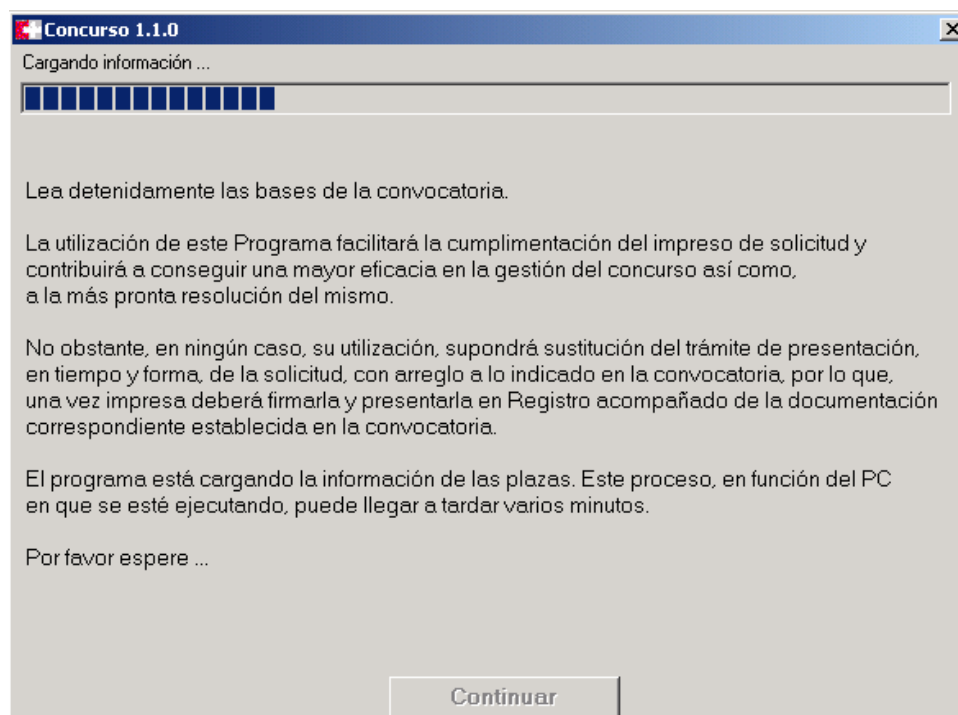 Concurso 1.1.0
Cargando información ...
Lea detenidamente las bases de la convocatoria.
La utilización de este Programa facilitará la cumplimentación del impreso de solicitud y
contribuirá a conseguir una mayor eficacia en la gestión del concurso así como,
a la más pronta resolución del mismo.
No obstante, en ningún caso, su utilización, supondrá sustitución del trámite de presentación,
en tiempo y forma, de la solicitud, con arreglo a lo indicado en la convocatoria, por lo que,
una vez impresa deberá firmarla y presentarla en Registro acompañado de la documentación
correspondiente establecida en la convocatoria.
El programa está cargando la información de las plazas. Este proceso, en función del PC
en que se esté ejecutando, puede llegar a tardar varios minutos.
Por favor espere ...
Continuar